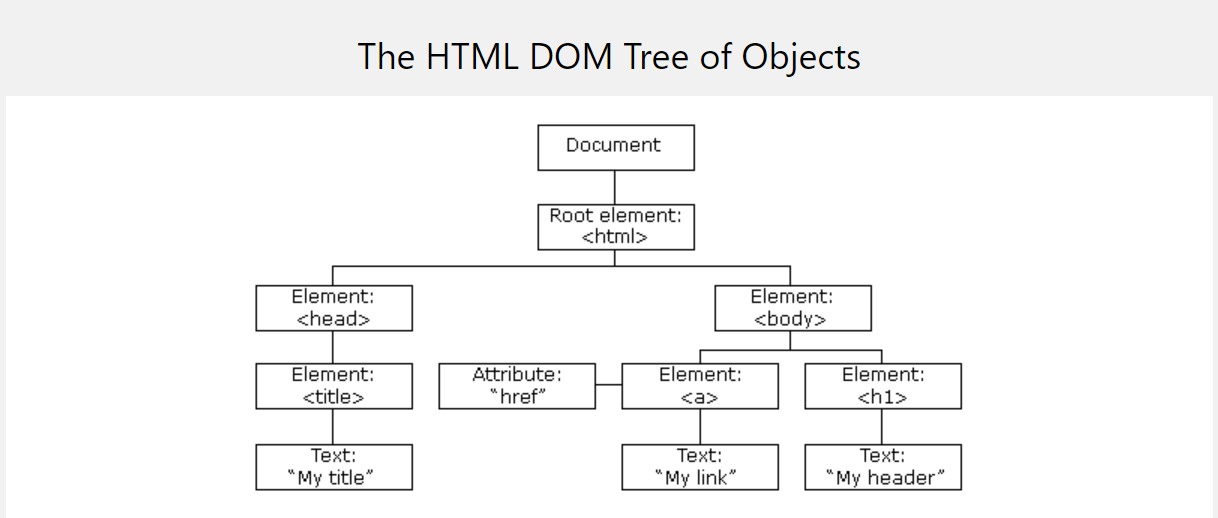 The HTML DOM Tree of Objects
Document
Root element:
<html>
Element:
<head>
Element:
<body>
Element:
<title>
Attribute:
“href”
Element:
<a>
Element:
<h1>
Text:
“My title”
Text:
“My link”
Text:
“My header”